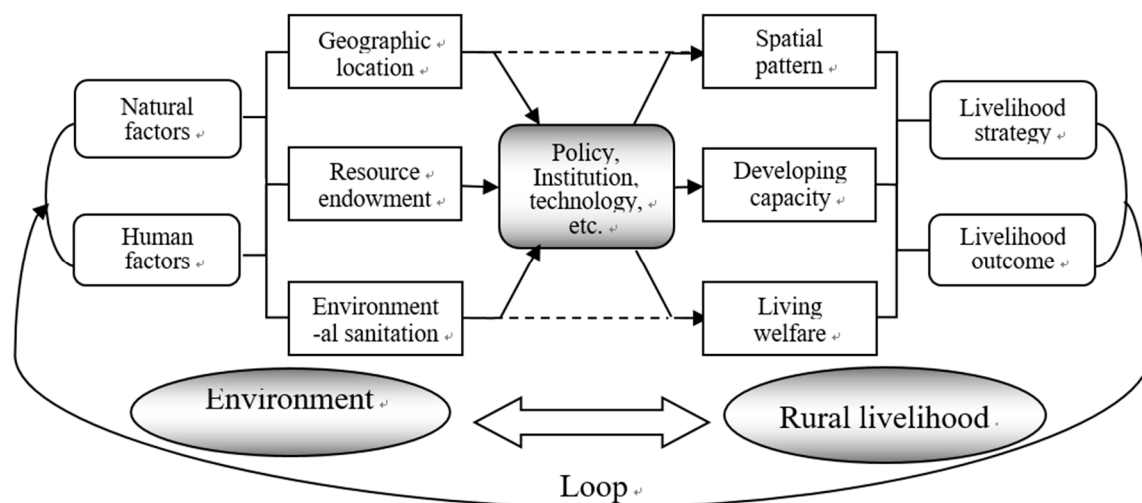 Natural
factors
Human
factors
Geographic
location
Resource
endowment
Environment
-al sanitation
Policy,
Institution,
technology,
etc.
Spatial
pattern
Developing
capacity
Living
welfare
Livelihood
strategy
Livelihood
outcome
Environment
Rural livelihood
Loop